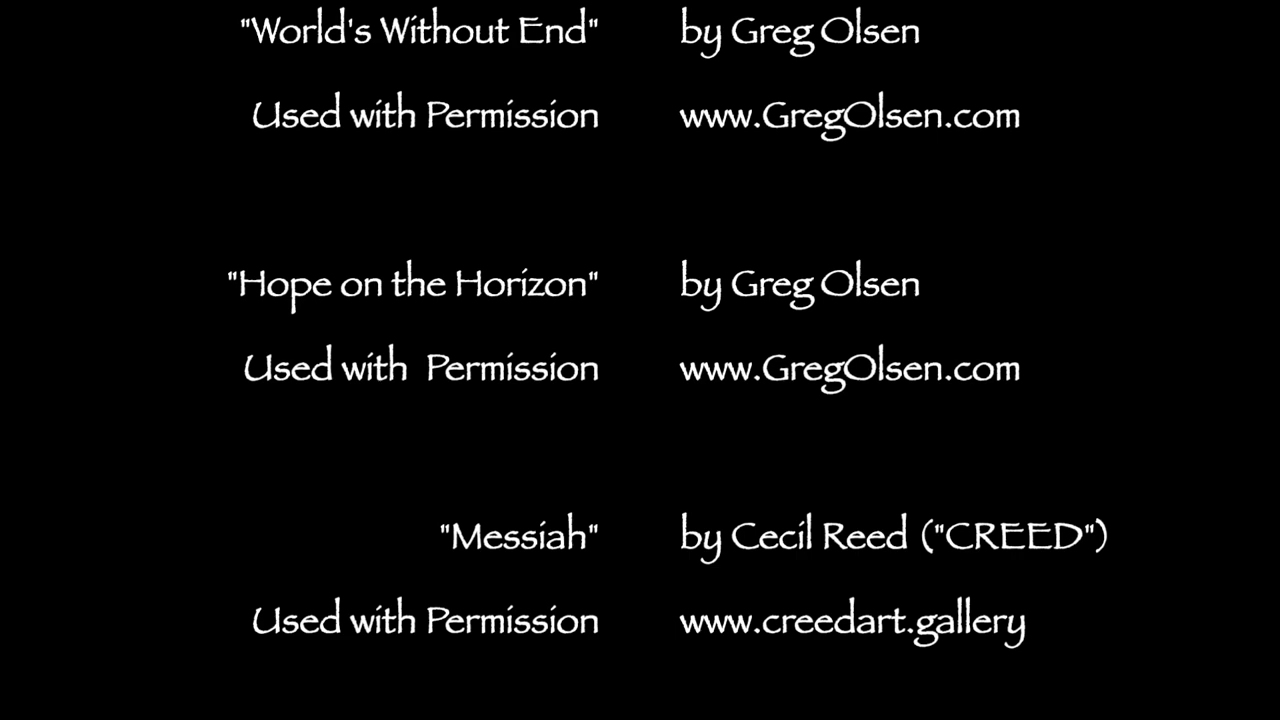 "World's Without End" by Greg Olsen
Used with Permission www.GregOlsen.com
"Hope on the Horizon" by Greg Olsen
Used with  Permission www.GregOlsen.com
"Messiah" by Cecil Reed ("CREED")
Used with Permission www.creedart.gallery